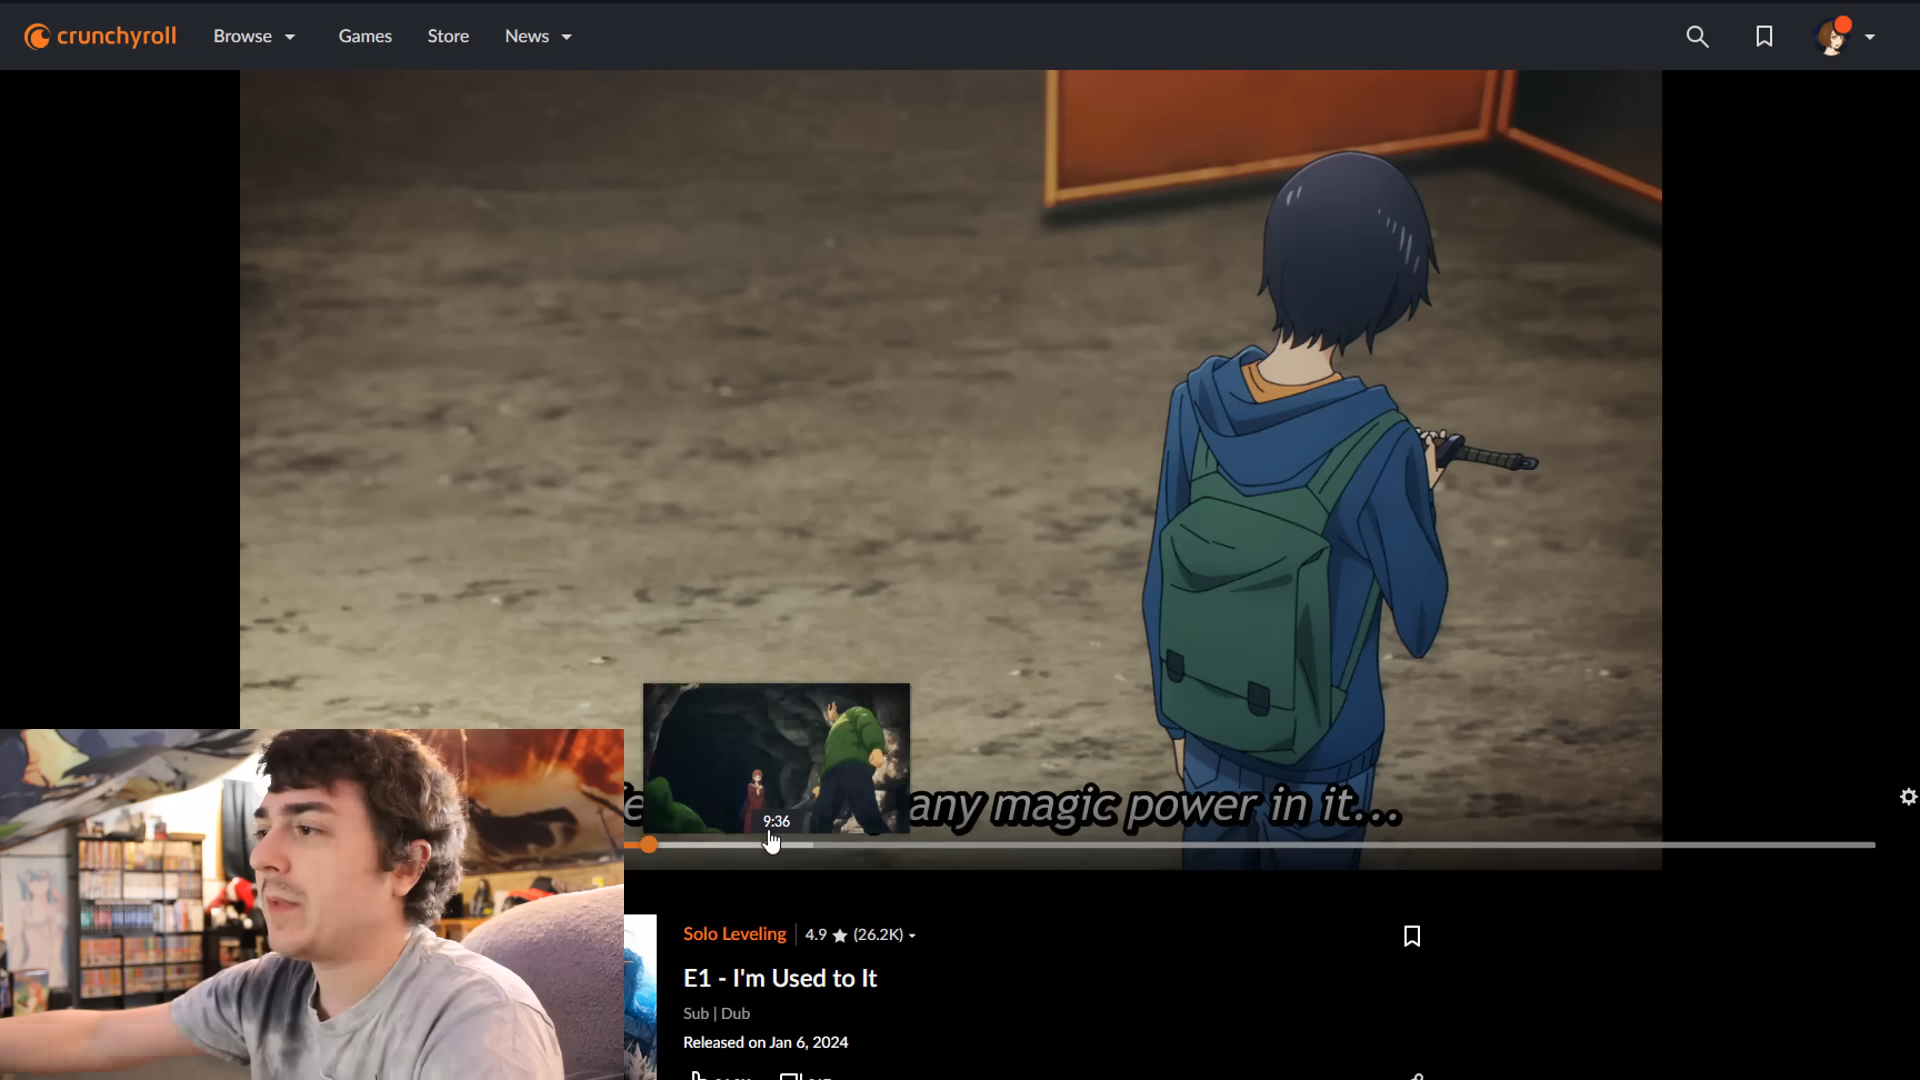 crunchyroll
Browse
Games
Store
News
any magic power in it...
9:36
Solo Leveling
4.9 ★ (26.2K)
E1 - I'm Used to It
Sub | Dub
Released on Jan 6, 2024